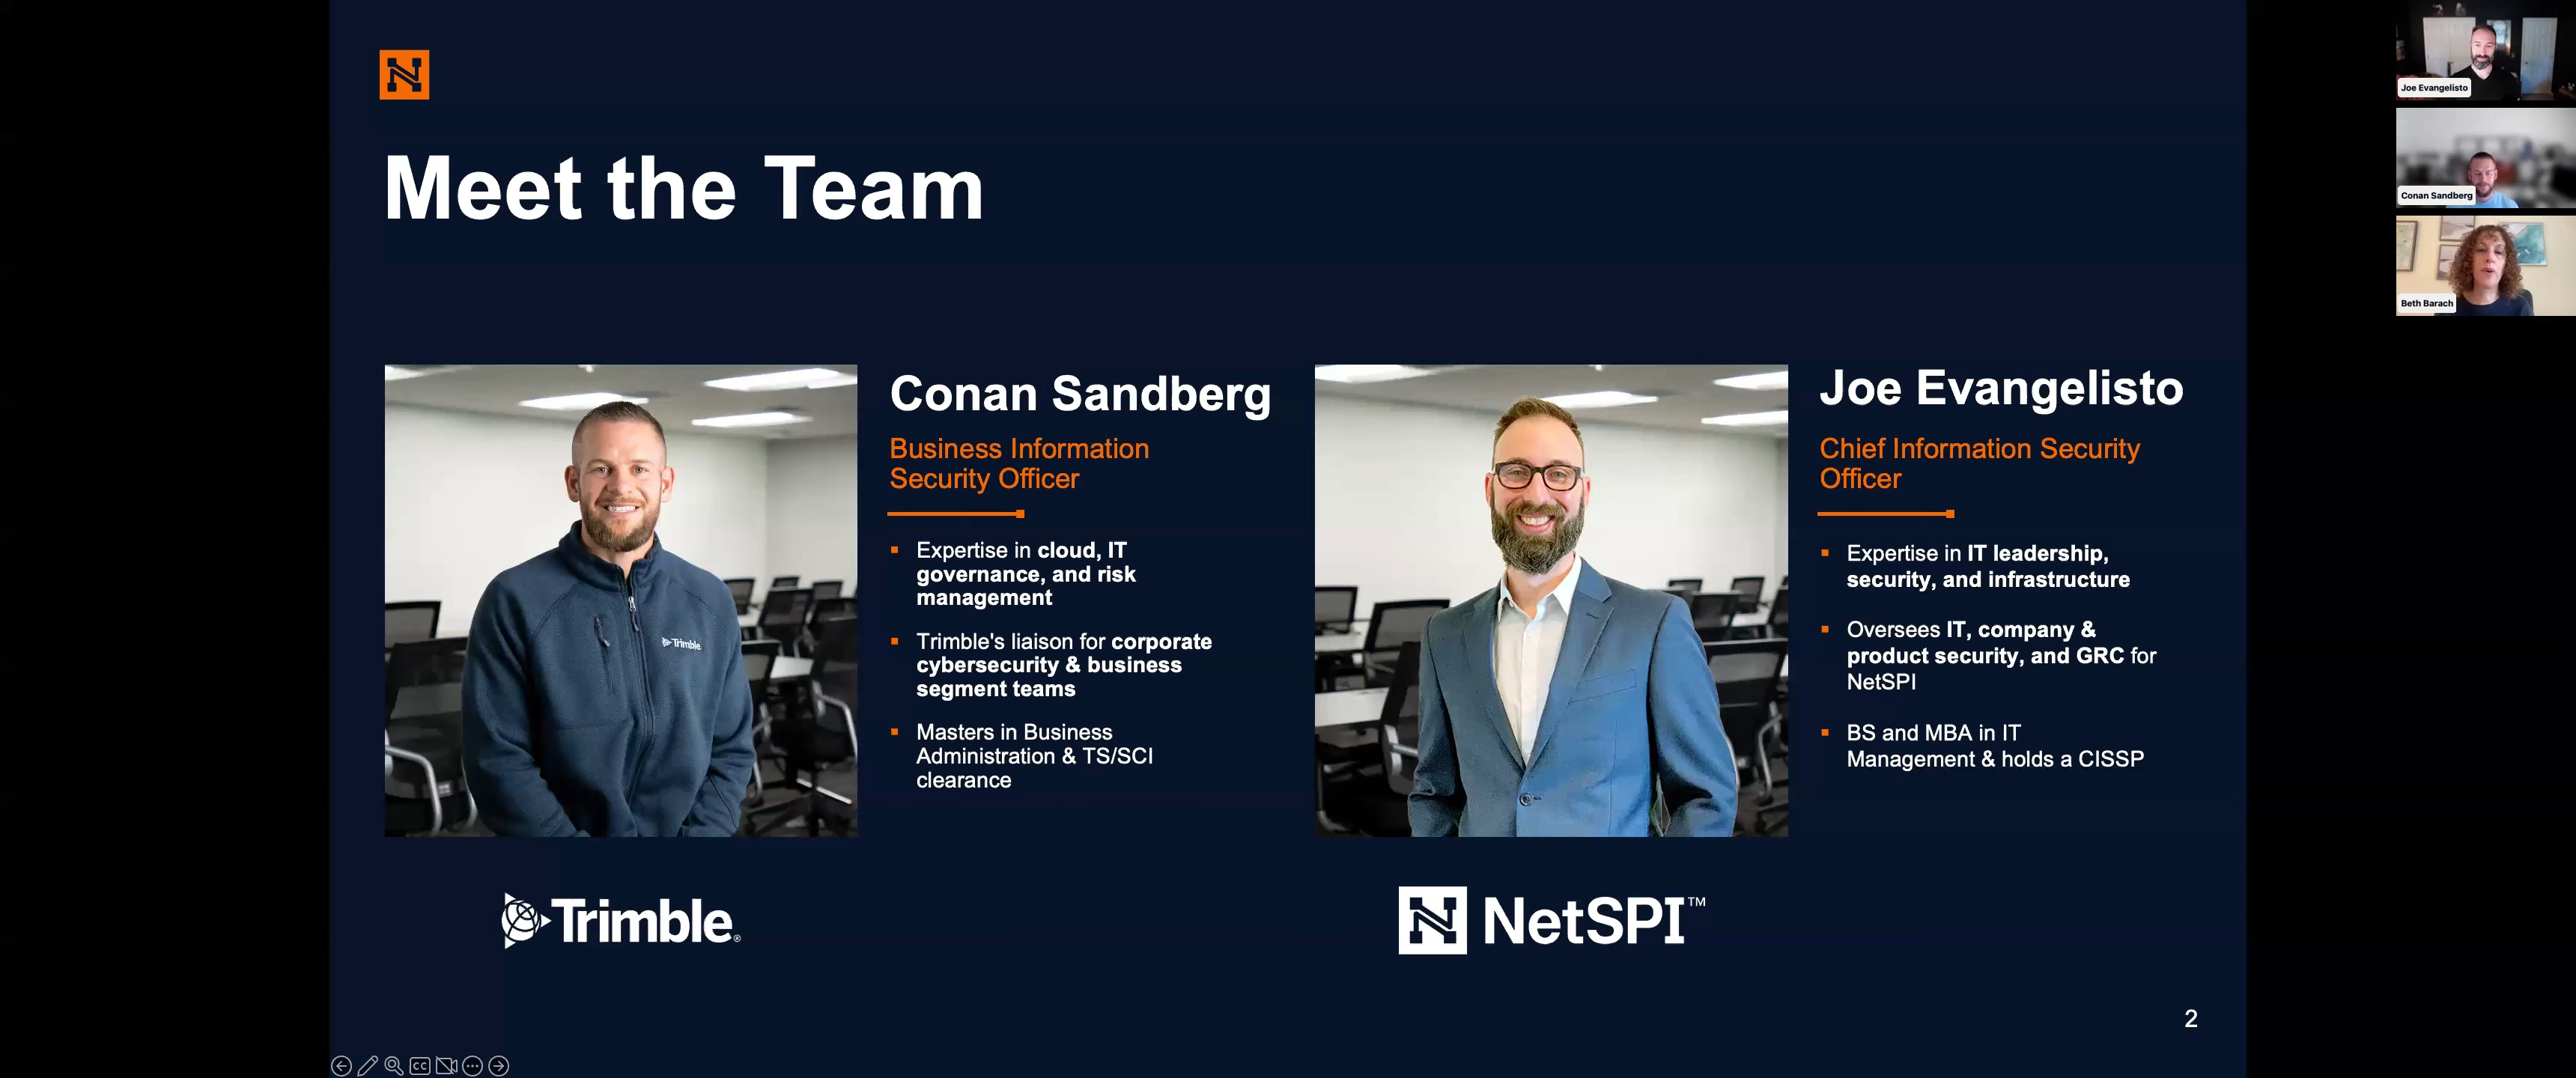 Meet the Team
Conan Sandberg
Business Information
Security Officer
Expertise in cloud, IT
governance, and risk
management
Trimble's liaison for corporate
cybersecurity & business
segment teams
Masters in Business
Administration & TS/SCI
clearance
Trimble
Trimble®
Joe Evangelisto
Chief Information Security
Officer
Expertise in IT leadership,
security, and infrastructure
Oversees IT, company &
product security, and GRC for
NetSPI
BS and MBA in IT
Management & holds a CISSP
N NetSPI™
2
CC
N
Joe Evangelisto
Conan Sandberg
Beth Barach